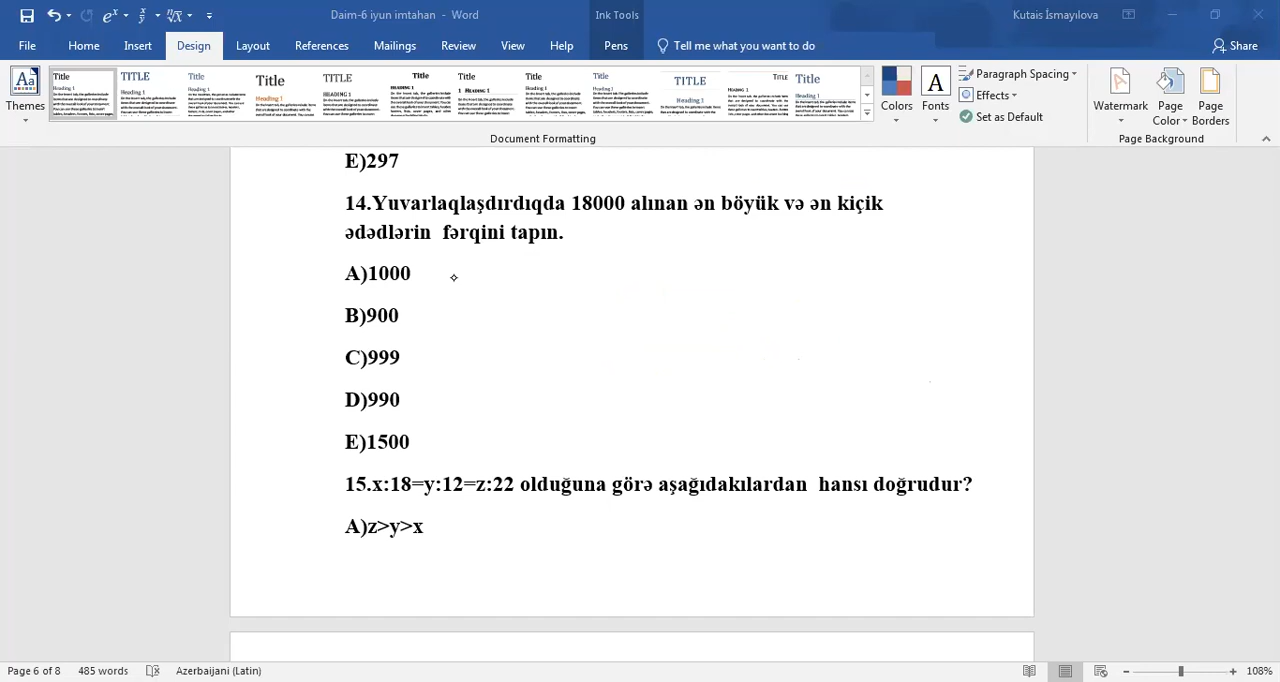 Daim-6 iyun imtahan - Word
Ink Tools
Kutais İsmayılova
File Home Insert Design Layout References Mailings Review View Help Pens Tell me what you want to do Share
Themes
Colors
Fonts
Paragraph Spacing
Effects
Set as Default
Watermark
Page Color
Page Borders
Document Formatting
Page Background
E)297
14.Yuvarlaqlaşdırdıqda 18000 alınan ən böyük və ən kiçik
ədədlərin fərqini tapın.
A)1000
B)900
C)999
D)990
E)1500
15.x:18=y:12=z:22 olduğuna görə aşağıdakılardan hansı doğrudur?
A)z>y>x
Page 6 of 8 485 words Azerbaijani (Latin) 108%